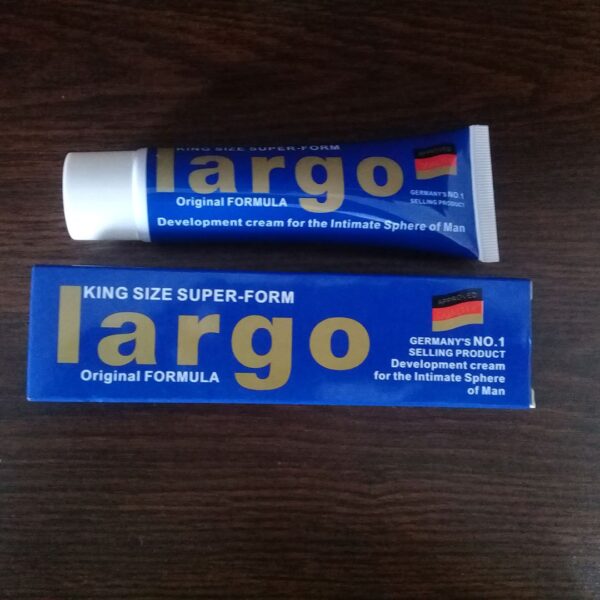 KING SIZE SUPER-FORM
largo
APPROVED
Original FORMULA
GERMANY'S NO.1
SELLING PRODUCT
Development cream for the Intimate Sphere of Man
KING SIZE SUPER-FORM
largo
Original FORMULA
APPROVED
GERMANY'S NO.1
SELLING PRODUCT
Development cream
for the Intimate Sphere
of Man